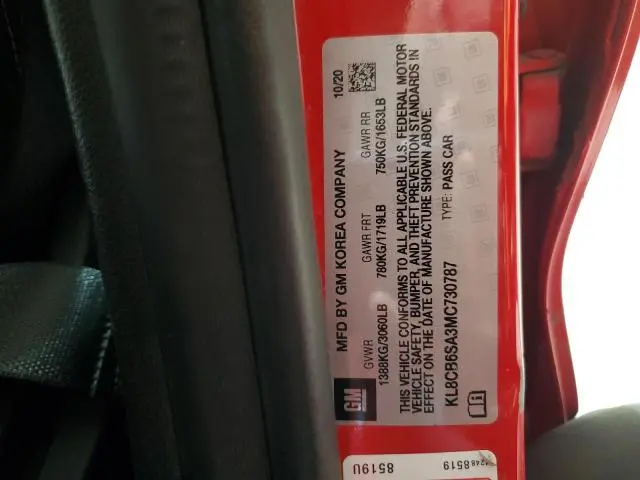 MFD BY GM KOREA COMPANY 10/20
GVWR GAWR FRT GAWR RR
1388KG/3060LB 780KG/1719LB 750KG/1653LB
THIS VEHICLE CONFORMS TO ALL APPLICABLE U.S. FEDERAL MOTOR
VEHICLE SAFETY, BUMPER, AND THEFT PREVENTION STANDARDS IN
EFFECT ON THE DATE OF MANUFACTURE SHOWN ABOVE.
KL8CB6SA3MC730787 TYPE: PASS CAR
GM
8519U
12488519